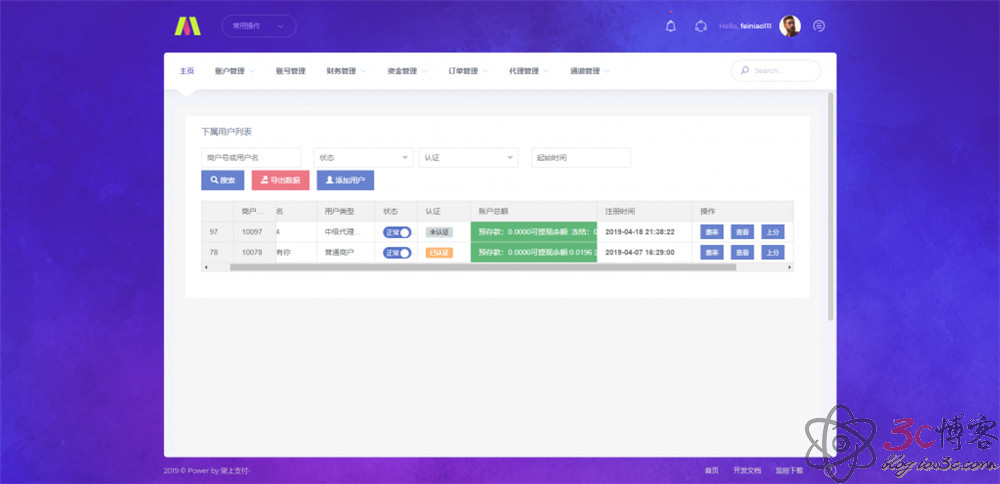 常用操作
Hello, feiniao111
主页 账户管理 账号管理 财务管理 资金管理 订单管理 代理管理 通道管理 Search...
下属用户列表
商户号或用户名 状态 认证 起始时间
搜索 导出数据 添加用户
商户... 名 用户类型 状态 认证 账户总额 注册时间 操作
97 10097 中级代理... 正常 未认证 预存款：0.0000可提现余额 冻结：0 2019-04-18 21:38:22 费率 查看 上分
78 10078 有你 普通商户 正常 已认证 预存款：0.0000可提现余额:0.0196 2019-04-07 16:29:00 费率 查看 上分
2019 © Power by 至上支付-
首页 开发文档 监控下载
3c博客
blog.ios3c.com